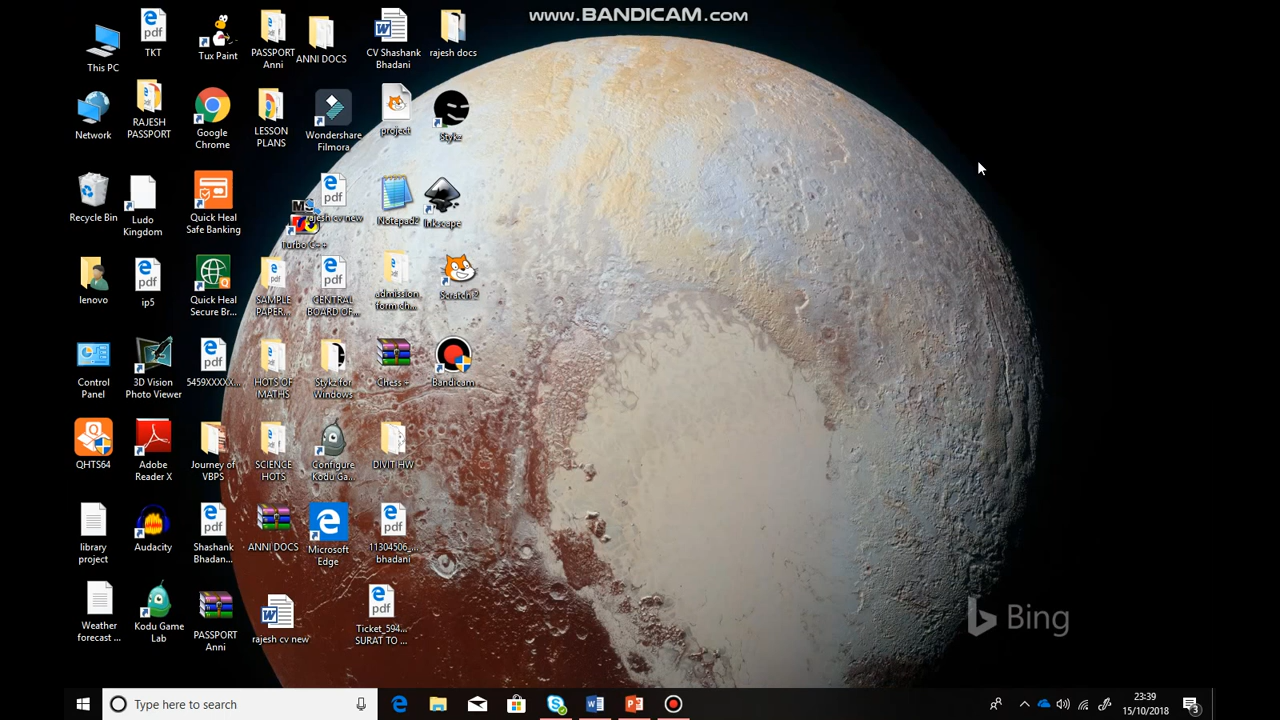 www.BANDICAM.com
This PC
TKT
Tux Paint
PASSPORT
Anni
ANNI DOCS
CV Shashank
Bhadani
rajesh docs
Network
RAJESH
PASSPORT
Google
Chrome
LESSON
PLANS
Wondershare
Filmora
project
Stykz
Recycle Bin
Ludo
Kingdom
Quick Heal
Safe Banking
Turbo C++
rajesh cv new
Notepad2
Inkscape
lenovo
ip5
Quick Heal
Secure Br...
SAMPLE
PAPER...
CENTRAL
BOARD OF...
admission
form ch...
Scratch 2
Control
Panel
3D Vision
Photo Viewer
5459XXXXX...
HOTS OF
MATHS
Stykz for
Windows
Chess +
Bandicam
QHTS64
Adobe
Reader X
Journey of
VBPS
SCIENCE
HOTS
Configure
Kodu Ga...
DIVIT HW
library
project
Audacity
Shashank
Bhadan...
ANNI DOCS
Microsoft
Edge
11304506_...
bhadani
Weather
forecast ...
Kodu Game
Lab
PASSPORT
Anni
rajesh cv new
Ticket_594...
SURAT TO ...
Bing
Type here to search
23:39
15/10/2018